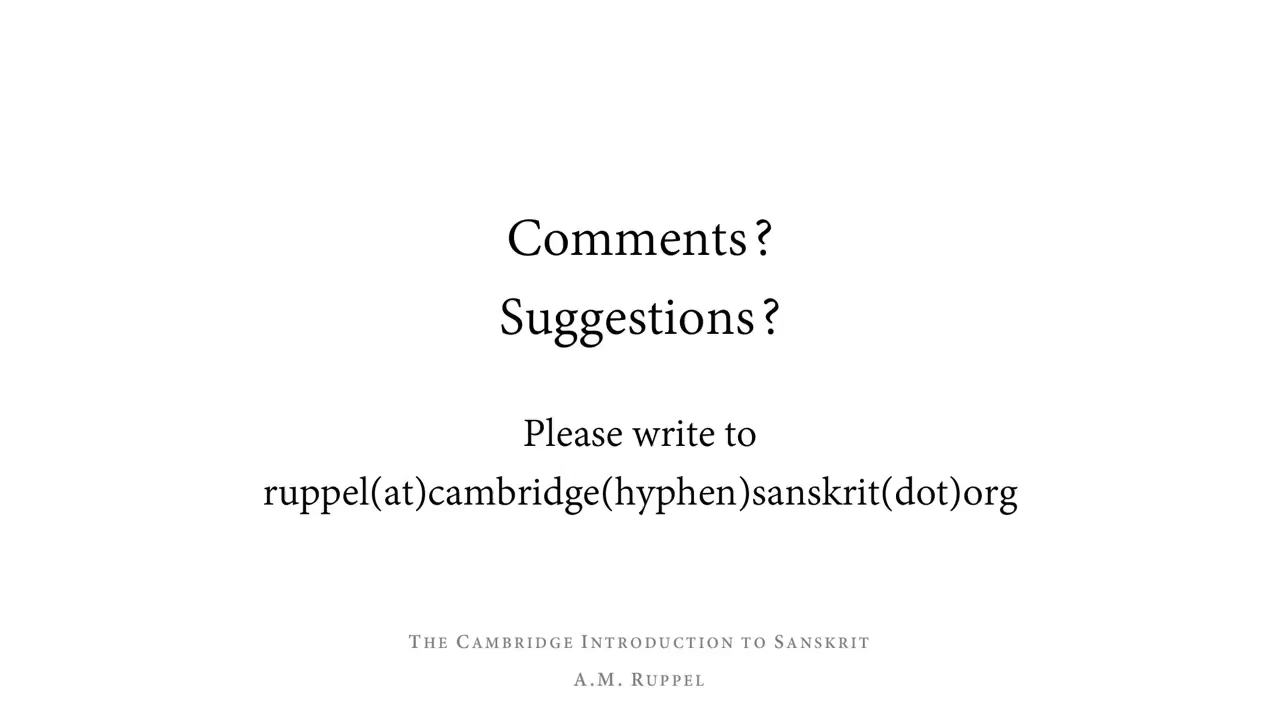 Comments?
Suggestions?
Please write to
ruppel(at)cambridge(hyphen)sanskrit(dot)org
The Cambridge Introduction to Sanskrit
A.M. Ruppel